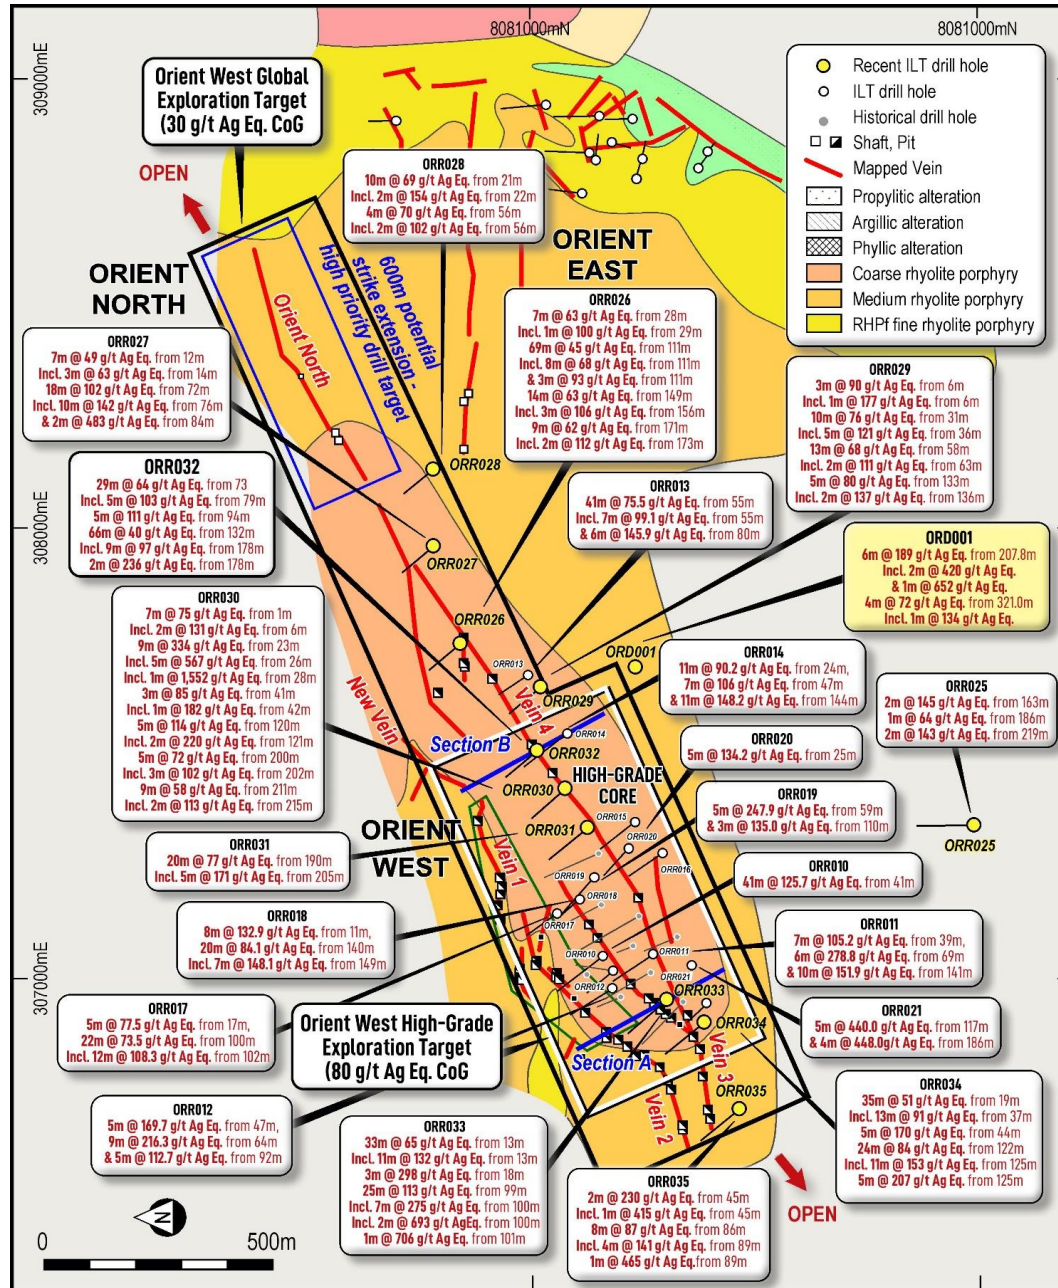 8081000mN
8081000mN
309000mE
308000mE
307000mE
Recent ILT drill hole
ILT drill hole
Historical drill hole
Shaft, Pit
Mapped Vein
Propylitic alteration
Argillic alteration
Phyllic alteration
Coarse rhyolite porphyry
Medium rhyolite porphyry
RHPf fine rhyolite porphyry
Orient West Global
Exploration Target
(30 g/t Ag Eq. CoG
OPEN
ORR028
10m @ 69 g/t Ag Eq. from 21m
Incl. 2m @ 154 g/t Ag Eq. from 22m
4m @ 70 g/t Ag Eq. from 56m
Incl. 2m @ 102 g/t Ag Eq. from 56m
ORIENT
EAST
ORIENT
NORTH
Orient North
600m potential
strike extension -
high priority drill target
ORR027
7m @ 49 g/t Ag Eq. from 12m
Incl. 3m @ 63 g/t Ag Eq. from 14m
18m @ 102 g/t Ag Eq. from 72m
Incl. 10m @ 142 g/t Ag Eq. from 76m
& 2m @ 483 g/t Ag Eq. from 84m
ORR026
7m @ 63 g/t Ag Eq. from 28m
Incl. 1m @ 100 g/t Ag Eq. from 29m
69m @ 45 g/t Ag Eq. from 111m
Incl. 8m @ 68 g/t Ag Eq. from 111m
& 3m @ 93 g/t Ag Eq. from 111m
14m @ 63 g/t Ag Eq. from 149m
Incl. 3m @ 106 g/t Ag Eq. from 156m
9m @ 62 g/t Ag Eq. from 171m
Incl. 2m @ 112 g/t Ag Eq. from 173m
ORR029
3m @ 90 g/t Ag Eq. from 6m
Incl. 1m @ 177 g/t Ag Eq. from 6m
10m @ 76 g/t Ag Eq. from 31m
Incl. 5m @ 121 g/t Ag Eq. from 36m
13m @ 68 g/t Ag Eq. from 58m
Incl. 2m @ 111 g/t Ag Eq. from 63m
5m @ 80 g/t Ag Eq. from 133m
Incl. 2m @ 137 g/t Ag Eq. from 136m
ORR032
29m @ 64 g/t Ag Eq. from 73
Incl. 5m @ 103 g/t Ag Eq. from 79m
5m @ 111 g/t Ag Eq. from 94m
66m @ 40 g/t Ag Eq. from 132m
Incl. 9m @ 97 g/t Ag Eq. from 178m
2m @ 236 g/t Ag Eq. from 178m
ORR028
ORR013
41m @ 75.5 g/t Ag Eq. from 55m
Incl. 7m @ 99.1 g/t Ag Eq. from 55m
& 6m @ 145.9 g/t Ag Eq. from 80m
ORD001
6m @ 189 g/t Ag Eq. from 207.8m
Incl. 2m @ 420 g/t Ag Eq.
& 1m @ 652 g/t Ag Eq.
4m @ 72 g/t Ag Eq. from 321.0m
Incl. 1m @ 134 g/t Ag Eq.
ORR027
ORR030
7m @ 75 g/t Ag Eq. from 1m
Incl. 2m @ 131 g/t Ag Eq. from 6m
9m @ 334 g/t Ag Eq. from 23m
Incl. 5m @ 567 g/t Ag Eq. from 26m
Incl. 1m @ 1,552 g/t Ag Eq. from 28m
3m @ 85 g/t Ag Eq. from 41m
Incl. 1m @ 182 g/t Ag Eq. from 42m
5m @ 114 g/t Ag Eq. from 120m
Incl. 2m @ 220 g/t Ag Eq. from 121m
5m @ 72 g/t Ag Eq. from 200m
Incl. 3m @ 102 g/t Ag Eq. from 202m
9m @ 58 g/t Ag Eq. from 211m
Incl. 2m @ 113 g/t Ag Eq. from 215m
ORR026
ORR013
ORD001
ORR029
ORR014
11m @ 90.2 g/t Ag Eq. from 24m,
7m @ 106 g/t Ag Eq. from 47m
& 11m @ 148.2 g/t Ag Eq. from 144m
ORR025
2m @ 145 g/t Ag Eq. from 163m
1m @ 64 g/t Ag Eq. from 186m
2m @ 143 g/t Ag Eq. from 219m
New Vein
Vein 4
Section B
ORR014
ORR032
HIGH-GRADE
CORE
ORR030
ORR020
5m @ 134.2 g/t Ag Eq. from 25m
ORR019
5m @ 247.9 g/t Ag Eq. from 59m
& 3m @ 135.0 g/t Ag Eq. from 110m
ORIENT
WEST
ORR031
ORR015
ORR020
ORR025
ORR031
20m @ 77 g/t Ag Eq. from 190m
Incl. 5m @ 171 g/t Ag Eq. from 205m
Vein 1
ORR019
ORR016
ORR018
ORR017
ORR010
41m @ 125.7 g/t Ag Eq. from 41m
ORR018
8m @ 132.9 g/t Ag Eq. from 11m,
20m @ 84.1 g/t Ag Eq. from 140m
Incl. 7m @ 148.1 g/t Ag Eq. from 149m
ORR010
ORR011
ORR021
ORR012
ORR011
7m @ 105.2 g/t Ag Eq. from 39m,
6m @ 278.8 g/t Ag Eq. from 69m
& 10m @ 151.9 g/t Ag Eq. from 141m
ORR017
5m @ 77.5 g/t Ag Eq. from 17m,
22m @ 73.5 g/t Ag Eq. from 100m
Incl. 12m @ 108.3 g/t Ag Eq. from 102m
Orient West High-Grade
Exploration Target
(80 g/t Ag Eq. CoG
ORR033
ORR034
ORR021
5m @ 440.0 g/t Ag Eq. from 117m
& 4m @ 448.0g/t Ag Eq. from 186m
Section A
Vein 3
Vein 2
ORR035
ORR012
5m @ 169.7 g/t Ag Eq. from 47m,
9m @ 216.3 g/t Ag Eq. from 64m
& 5m @ 112.7 g/t Ag Eq. from 92m
ORR033
33m @ 65 g/t Ag Eq. from 13m
Incl. 11m @ 132 g/t Ag Eq. from 13m
3m @ 298 g/t Ag Eq. from 18m
25m @ 113 g/t Ag Eq. from 99m
Incl. 7m @ 275 g/t Ag Eq. from 100m
Incl. 2m @ 693 g/t AgEq. from 100m
1m @ 706 g/t Ag Eq. from 101m
ORR034
35m @ 51 g/t Ag Eq. from 19m
Incl. 13m @ 91 g/t Ag Eq. from 37m
5m @ 170 g/t Ag Eq. from 44m
24m @ 84 g/t Ag Eq. from 122m
Incl. 11m @ 153 g/t Ag Eq. from 125m
5m @ 207 g/t Ag Eq. from 125m
ORR035
2m @ 230 g/t Ag Eq. from 45m
Incl. 1m @ 415 g/t Ag Eq. from 45m
8m @ 87 g/t Ag Eq. from 86m
Incl. 4m @ 141 g/t Ag Eq. from 89m
1m @ 465 g/t Ag Eq. from 89m
OPEN
N
0
500m